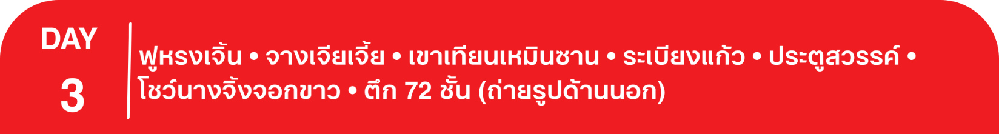 DAY
3
ฟูหรงเจิ้น • จางเจียเจี้ย • เขาเทียนเหมินซาน • ระเบียงแก้ว • ประตูสวรรค์ •
โชว์นางจิ้งจอกขาว • ตึก 72 ชั้น (ถ่ายรูปด้านนอก)